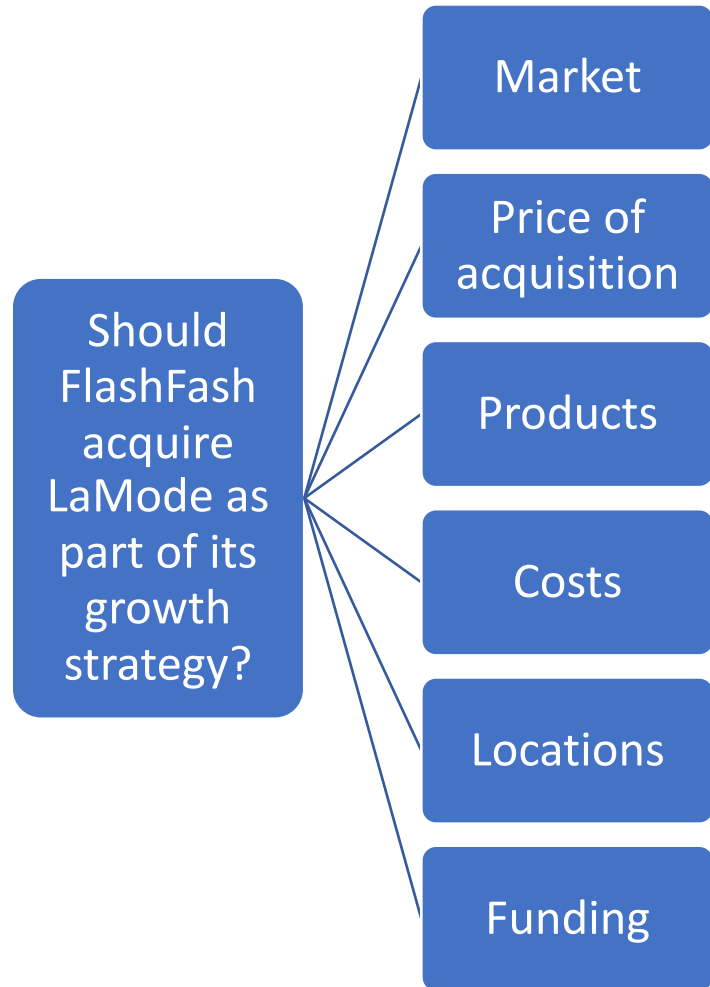 Should
FlashFash
acquire
LaMode as
part of its
growth
strategy?
Market
Price of
acquisition
Products
Costs
Locations
Funding